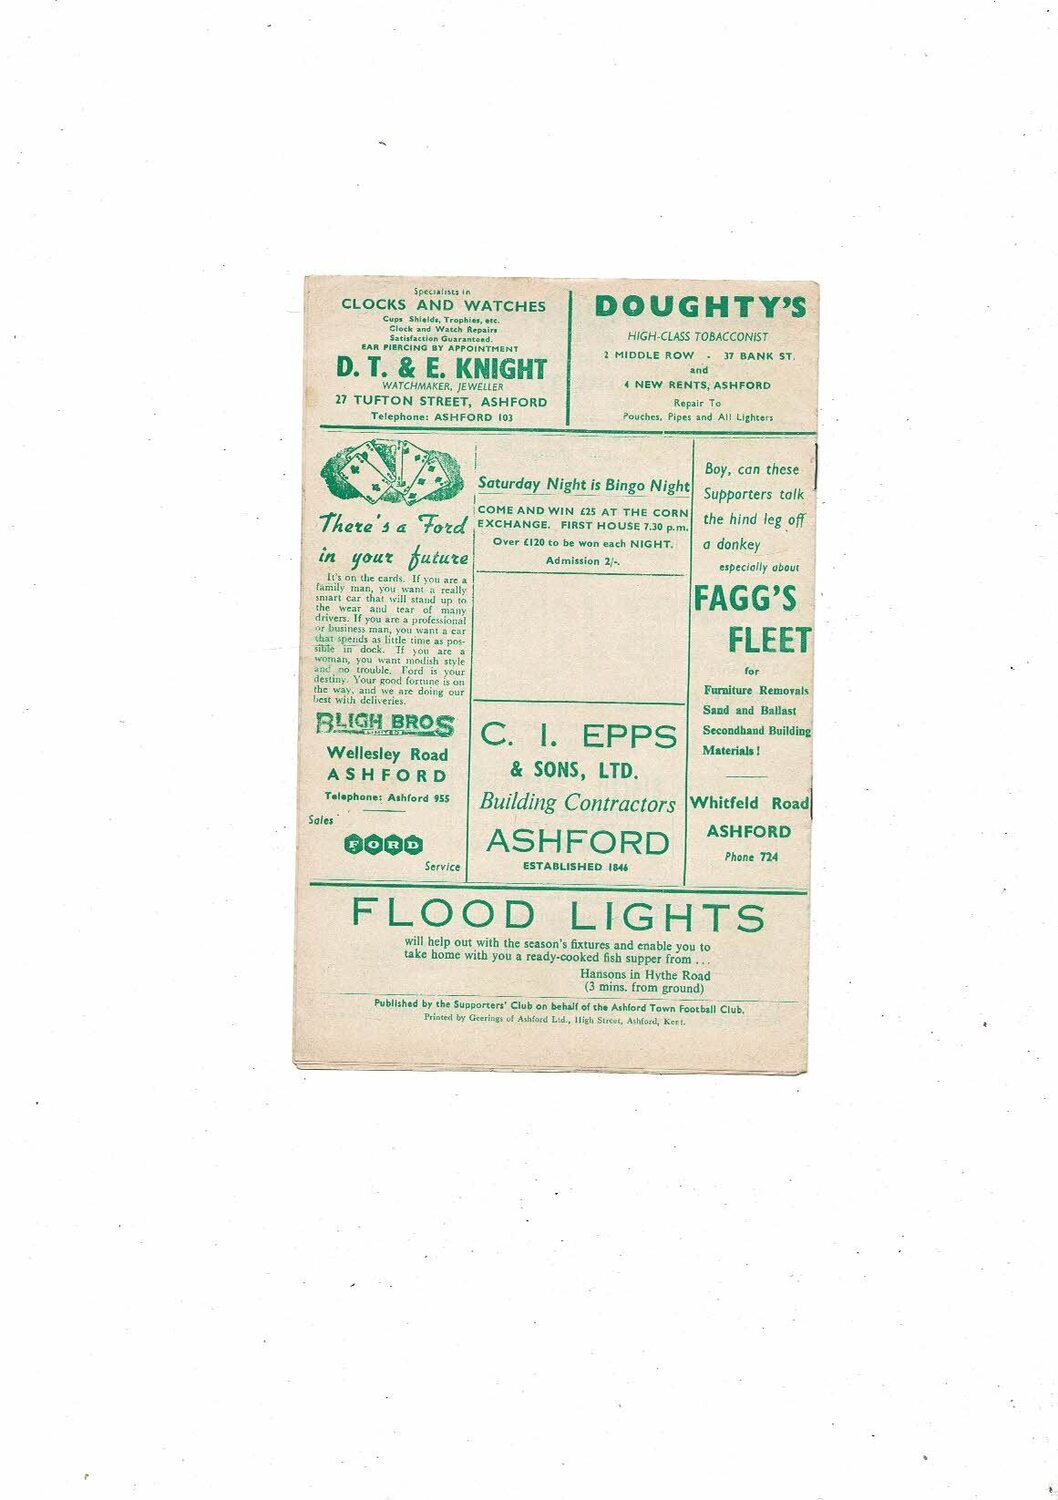 Specialists in
CLOCKS AND WATCHES
Cups Shields, Trophies, etc.
Clock and Watch Repairs
Satisfaction Guaranteed.
EAR PIERCING BY APPOINTMENT
D. T. & E. KNIGHT
WATCHMAKER, JEWELLER
27 TUFTON STREET, ASHFORD
Telephone: ASHFORD 103
DOUGHTY'S
HIGH-CLASS TOBACCONIST
2 MIDDLE ROW - 37 BANK ST.
and
4 NEW RENTS, ASHFORD
Repair To
Pouches, Pipes and All Lighters
There's a Ford
in your future
It's on the cards. If you are a
family man, you want a really
smart car that will stand up to
the wear and tear of many
drivers. If you are a professional
or business man, you want a car
that spends as little time as pos-
sible in dock. If you are a
woman, you want modish style
and no trouble. Ford is your
destiny. Your good fortune is on
the way, and we are doing our
best with deliveries.
BLIGH BROS
LIMITED
Wellesley Road
ASHFORD
Telephone: Ashford 955
Sales
FORD
Service
Saturday Night is Bingo Night
COME AND WIN £25 AT THE CORN
EXCHANGE. FIRST HOUSE 7.30 p.m.
Over £120 to be won each NIGHT.
Admission 2/-.
C. I. EPPS
& SONS, LTD.
Building Contractors
ASHFORD
ESTABLISHED 1846
Boy, can these
Supporters talk
the hind leg off
a donkey
especially about
FAGG'S
FLEET
for
Furniture Removals
Sand and Ballast
Secondhand Building
Materials!
Whitfeld Road
ASHFORD
Phone 724
FLOOD LIGHTS
will help out with the season's fixtures and enable you to
take home with you a ready-cooked fish supper from ...
Hansons in Hythe Road
(3 mins. from ground)
Published by the Supporters' Club on behalf of the Ashford Town Football Club.
Printed by Geerings of Ashford Ltd., High Street, Ashford, Kent.